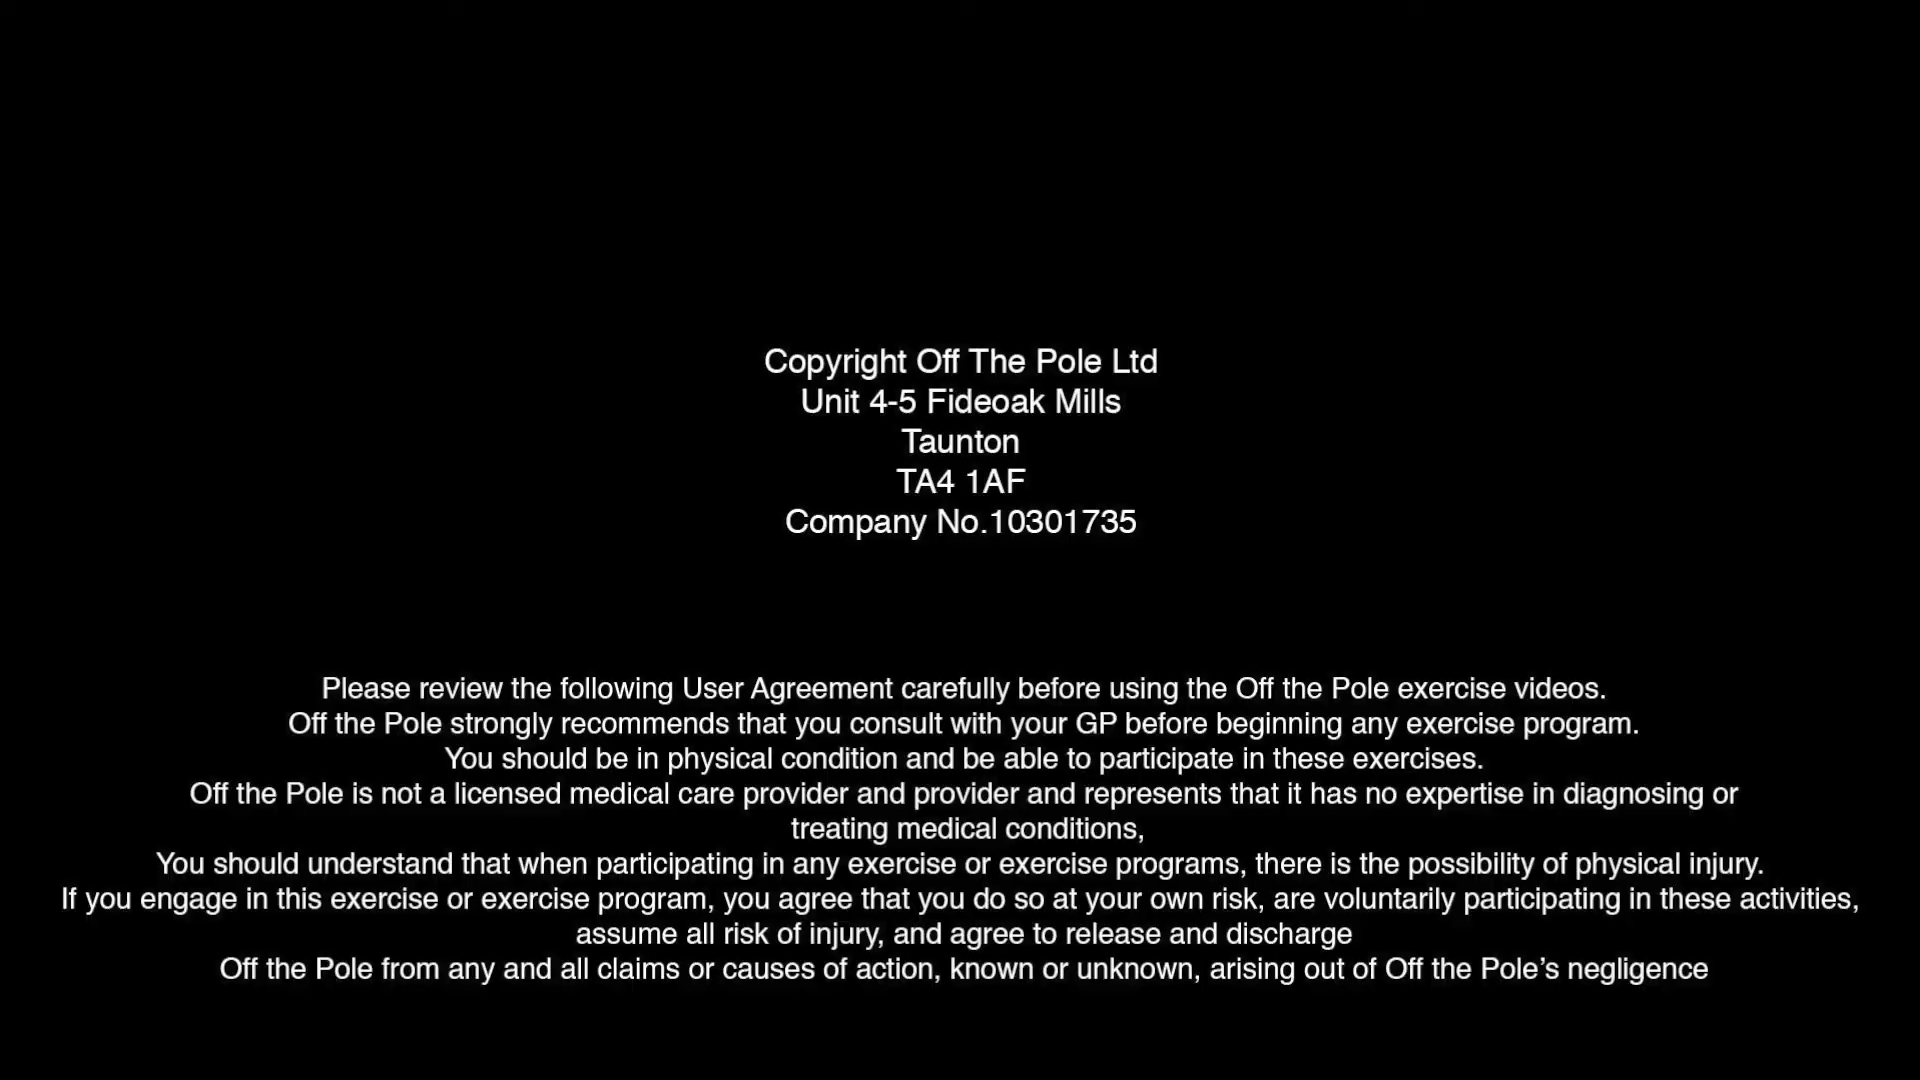 Copyright Off The Pole Ltd
Unit 4-5 Fideoak Mills
Taunton
TA4 1AF
Company No.10301735
Please review the following User Agreement carefully before using the Off the Pole exercise videos.
Off the Pole strongly recommends that you consult with your GP before beginning any exercise program.
You should be in physical condition and be able to participate in these exercises.
Off the Pole is not a licensed medical care provider and provider and represents that it has no expertise in diagnosing or
treating medical conditions,
You should understand that when participating in any exercise or exercise programs, there is the possibility of physical injury.
If you engage in this exercise or exercise program, you agree that you do so at your own risk, are voluntarily participating in these activities,
assume all risk of injury, and agree to release and discharge
Off the Pole from any and all claims or causes of action, known or unknown, arising out of Off the Pole’s negligence